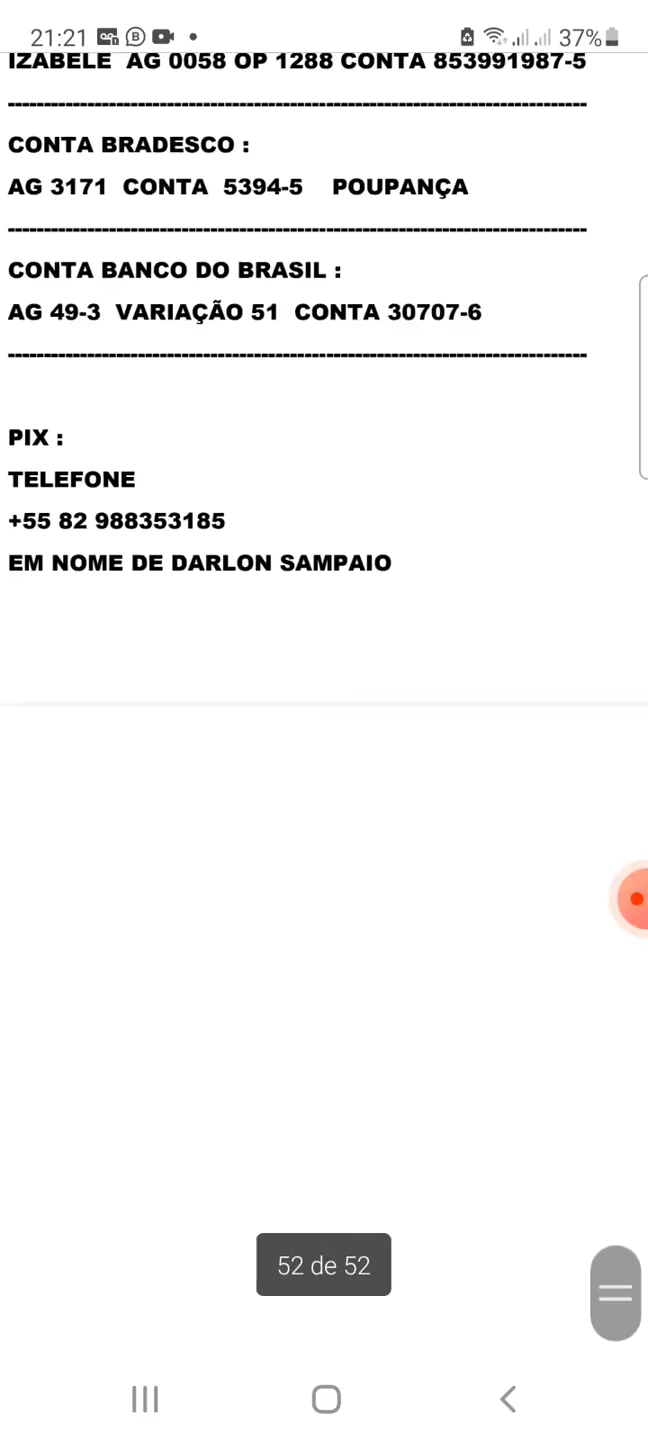 21:21 37%
IZABELE AG 0058 OP 1288 CONTA 853991987-5
--------------------------------------------------------------------------------
CONTA BRADESCO :
AG 3171 CONTA 5394-5 POUPANÇA
--------------------------------------------------------------------------------
CONTA BANCO DO BRASIL :
AG 49-3 VARIAÇÃO 51 CONTA 30707-6
--------------------------------------------------------------------------------
PIX :
TELEFONE
+55 82 988353185
EM NOME DE DARLON SAMPAIO
52 de 52